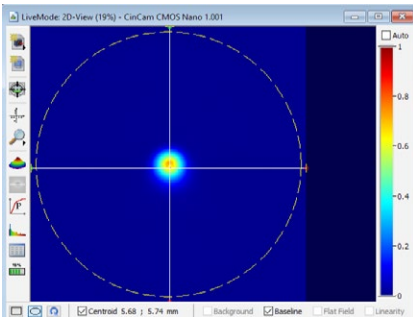 LiveMode: 2D-View (19%) - CinCam CMOS Nano 1.001
Auto
1
0.8
0.6
0.4
0.2
0
Centroid 5.68 ; 5.74 mm Background Baseline Flat Field Linearity